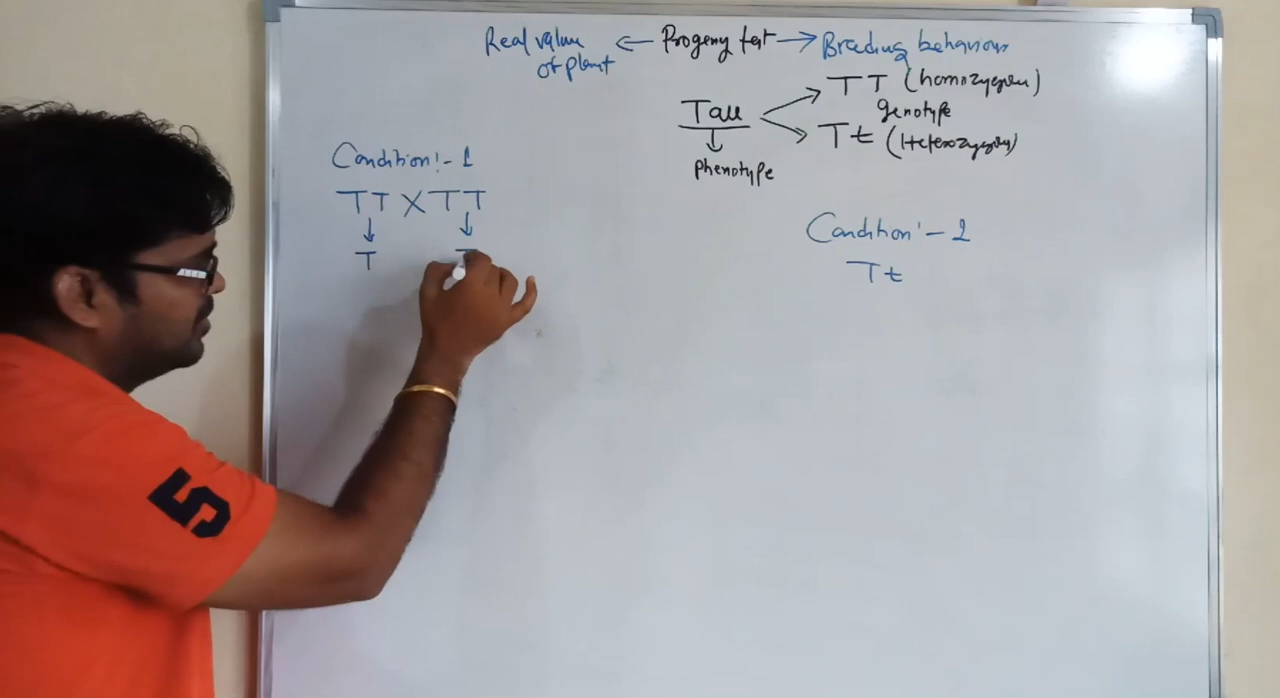 Real value <— Progeny test —> Breeding behaviour
of plant
Tall
TT (homozygous)
genotype
Tt (Heterozygous)
phenotype
Condition:- 1
TT X TT
T T
Condition:- 2
Tt
5